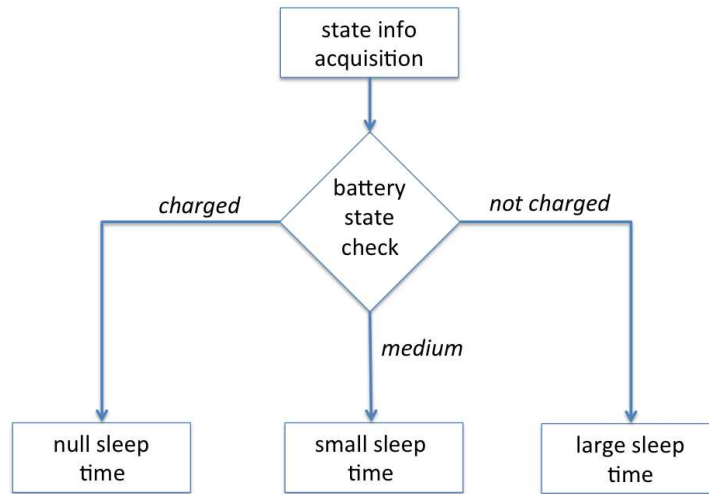 state info
acquisition
battery
state
check
charged
not charged
medium
null sleep
time
small sleep
time
large sleep
time